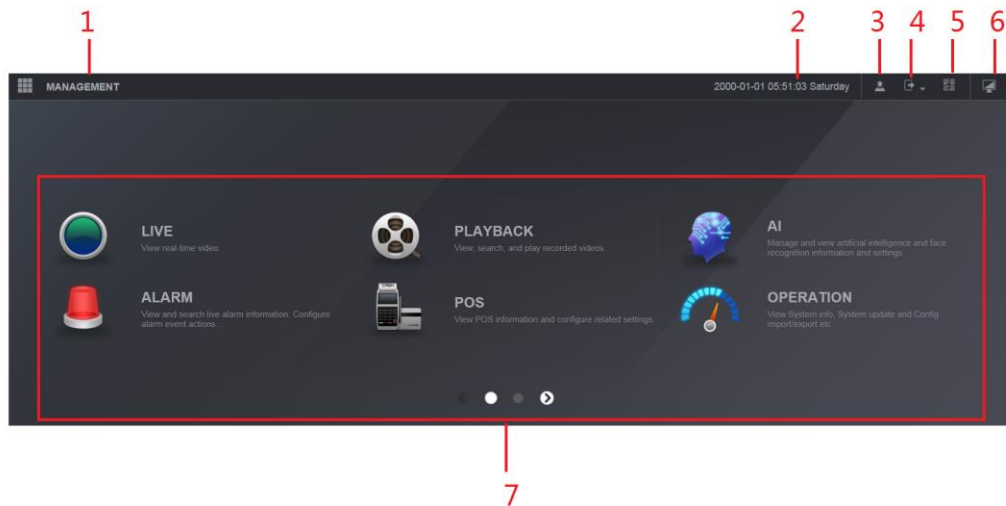 1
2
3
4
5
6
MANAGEMENT
2000-01-01 05:51:03 Saturday
LIVE
View real-time video
PLAYBACK
View, search, and play recorded videos.
AI
Manage and view artificial intelligence and face
recognition information and settings.
ALARM
View and search live alarm information. Configure
alarm event actions.
POS
View POS information and configure related settings
OPERATION
View System info, System update and Config
import/export etc.
7